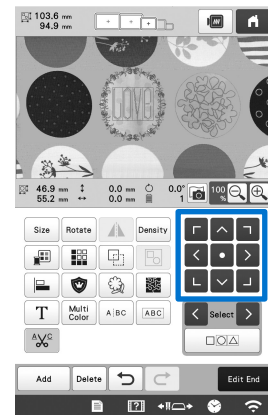 103.6 mm
94.9 mm
LOVE!
46.9 mm 0.0 mm 0.0° 100 %
55.2 mm 0.0 mm 1
Size Rotate Density
T Multi Color A BC ABC
Select
A C
Add Delete Edit End